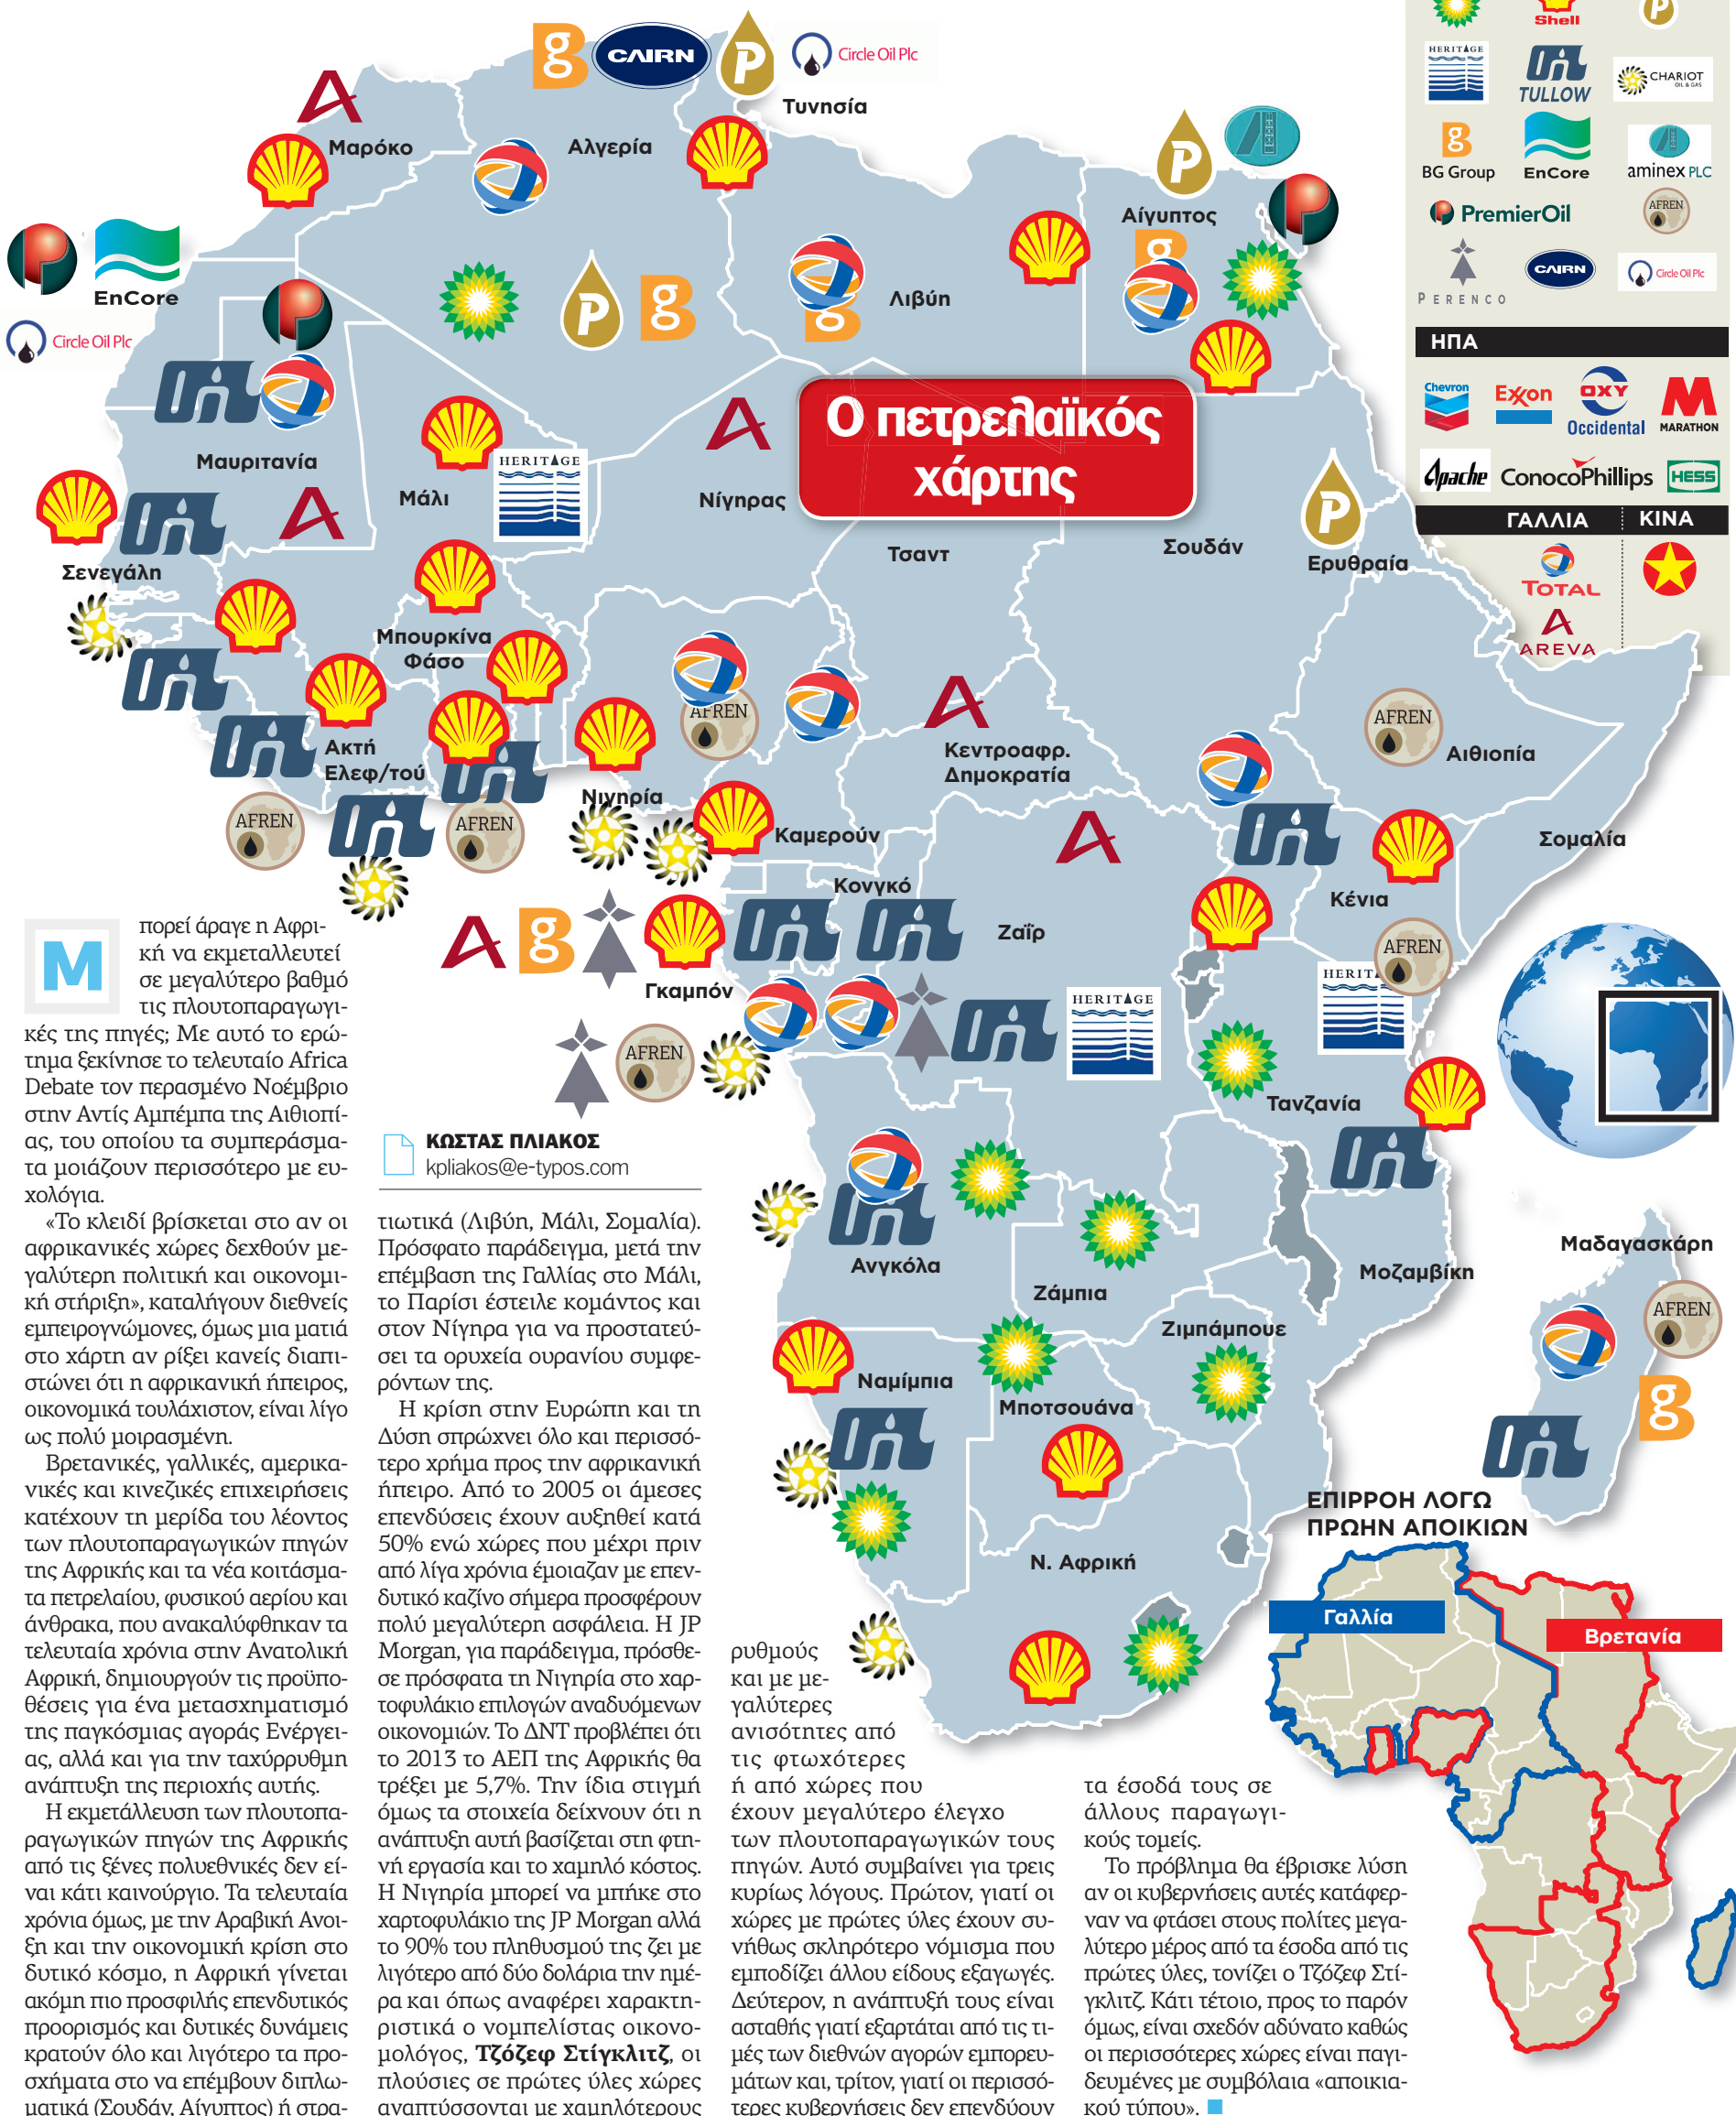 Shell
HERITAGE
TULLOW
CHARIOT
OIL & GAS
BG Group
EnCore
aminex PLC
PremierOil
AFREN
PERENCO
CAIRN
Circle Oil Plc
ΗΠΑ
Chevron
Exxon
OXY
Occidental
MARATHON
Apache
ConocoPhillips
HESS
ΓΑΛΛΙΑ
ΚΙΝΑ
TOTAL
AREVA
g
CAIRN
P
Circle Oil Plc
Τυνησία
Μαρόκο
Αλγερία
P
Αίγυπτος
g
EnCore
P
g
g
Λιβύη
Circle Oil Plc
Ο πετρελαϊκός
χάρτης
Μαυριτανία
Μάλι
HERITAGE
Νίγηρας
P
Τσαντ
Σουδάν
Ερυθραία
Σενεγάλη
Μπουρκίνα
Φάσο
AFREN
AFREN
Ακτή
Ελεφ/τού
Κεντροαφρ.
Δημοκρατία
Αιθιοπία
Νιγηρία
AFREN
AFREN
Καμερούν
Σομαλία
Κονγκό
Κένια
g
Ζαΐρ
AFREN
Γκαμπόν
HERITAGE
HERIT
AFREN
Τανζανία
Ανγκόλα
Ζάμπια
Μοζαμβίκη
Μαδαγασκάρη
AFREN
Ζιμπάμπουε
Ναμίμπια
Μποτσουάνα
g
Ν. Αφρική
Μ
πορεί άραγε η Αφρι-
κή να εκμεταλλευτεί
σε μεγαλύτερο βαθμό
τις πλουτοπαραγωγι-
κές της πηγές; Με αυτό το ερώ-
τημα ξεκίνησε το τελευταίο Africa
Debate τον περασμένο Νοέμβριο
στην Αντίς Αμπέμπα της Αιθιοπί-
ας, του οποίου τα συμπεράσμα-
τα μοιάζουν περισσότερο με ευ-
χολόγια.
«Το κλειδί βρίσκεται στο αν οι
αφρικανικές χώρες δεχθούν με-
γαλύτερη πολιτική και οικονομι-
κή στήριξη», καταλήγουν διεθνείς
εμπειρογνώμονες, όμως μια ματιά
στο χάρτη αν ρίξει κανείς διαπι-
στώνει ότι η αφρικανική ήπειρος,
οικονομικά τουλάχιστον, είναι λίγο
ως πολύ μοιρασμένη.
Βρετανικές, γαλλικές, αμερικα-
νικές και κινεζικές επιχειρήσεις
κατέχουν τη μερίδα του λέοντος
των πλουτοπαραγωγικών πηγών
της Αφρικής και τα νέα κοιτάσμα-
τα πετρελαίου, φυσικού αερίου και
άνθρακα, που ανακαλύφθηκαν τα
τελευταία χρόνια στην Ανατολική
Αφρική, δημιουργούν τις προϋπο-
θέσεις για ένα μετασχηματισμό
της παγκόσμιας αγοράς Ενέργει-
ας, αλλά και για την ταχύρρυθμη
ανάπτυξη της περιοχής αυτής.
Η εκμετάλλευση των πλουτοπα-
ραγωγικών πηγών της Αφρικής
από τις ξένες πολυεθνικές δεν εί-
ναι κάτι καινούργιο. Τα τελευταία
χρόνια όμως, με την Αραβική Ανοι-
ξη και την οικονομική κρίση στο
δυτικό κόσμο, η Αφρική γίνεται
ακόμη πιο προσφιλής επενδυτικός
προορισμός και δυτικές δυνάμεις
κρατούν όλο και λιγότερο τα προ-
σχήματα στο να επέμβουν διπλω-
ματικά (Σουδάν, Αίγυπτος) ή στρα-
ΚΩΣΤΑΣ ΠΛΙΑΚΟΣ
kpliakos@e-typos.com
τιωτικά (Λιβύη, Μάλι, Σομαλία).
Πρόσφατο παράδειγμα, μετά την
επέμβαση της Γαλλίας στο Μάλι,
το Παρίσι έστειλε κομάντος και
στον Νίγηρα για να προστατεύ-
σει τα ορυχεία ουρανίου συμφε-
ρόντων της.
Η κρίση στην Ευρώπη και τη
Δύση σπρώχνει όλο και περισσό-
τερο χρήμα προς την αφρικανική
ήπειρο. Από το 2005 οι άμεσες
επενδύσεις έχουν αυξηθεί κατά
50% ενώ χώρες που μέχρι πριν
από λίγα χρόνια έμοιαζαν με επεν-
δυτικό καζίνο σήμερα προσφέρουν
πολύ μεγαλύτερη ασφάλεια. Η JP
Morgan, για παράδειγμα, πρόσθε-
σε πρόσφατα τη Νιγηρία στο χαρ-
τοφυλάκιο επιλογών αναδυόμενων
οικονομιών. Το ΔΝΤ προβλέπει ότι
το 2013 το ΑΕΠ της Αφρικής θα
τρέξει με 5,7%. Την ίδια στιγμή
όμως τα στοιχεία δείχνουν ότι η
ανάπτυξη αυτή βασίζεται στη φτη-
νή εργασία και το χαμηλό κόστος.
Η Νιγηρία μπορεί να μπήκε στο
χαρτοφυλάκιο της JP Morgan αλλά
το 90% του πληθυσμού της ζει με
λιγότερο από δύο δολάρια την ημέ-
ρα και όπως αναφέρει χαρακτη-
ριστικά ο νομπελίστας οικονο-
μολόγος, Τζόζεφ Στίγκλιτζ, οι
πλούσιες σε πρώτες ύλες χώρες
αναπτύσσονται με χαμηλότερους
ρυθμούς
και με με-
γαλύτερες
ανισότητες από
τις φτωχότερες
ή από χώρες που
έχουν μεγαλύτερο έλεγχο
των πλουτοπαραγωγικών τους
πηγών. Αυτό συμβαίνει για τρεις
κυρίως λόγους. Πρώτον, γιατί οι
χώρες με πρώτες ύλες έχουν συ-
νήθως σκληρότερο νόμισμα που
εμποδίζει άλλου είδους εξαγωγές.
Δεύτερον, η ανάπτυξή τους είναι
ασταθής γιατί εξαρτάται από τις τι-
μές των διεθνών αγορών εμπορευ-
μάτων και, τρίτον, γιατί οι περισσό-
τερες κυβερνήσεις δεν επενδύουν
τα έσοδά τους σε
άλλους παραγωγι-
κούς τομείς.
Το πρόβλημα θα έβρισκε λύση
αν οι κυβερνήσεις αυτές κατάφερ-
ναν να φτάσει στους πολίτες μεγα-
λύτερο μέρος από τα έσοδα από τις
πρώτες ύλες, τονίζει ο Τζόζεφ Στί-
γκλιτζ. Κάτι τέτοιο, προς το παρόν
όμως, είναι σχεδόν αδύνατο καθώς
οι περισσότερες χώρες είναι παγι-
δευμένες με συμβόλαια «αποικια-
κού τύπου».
ΕΠΙΡΡΟΗ ΛΟΓΩ
ΠΡΩΗΝ ΑΠΟΙΚΙΩΝ
Γαλλία
Βρετανία